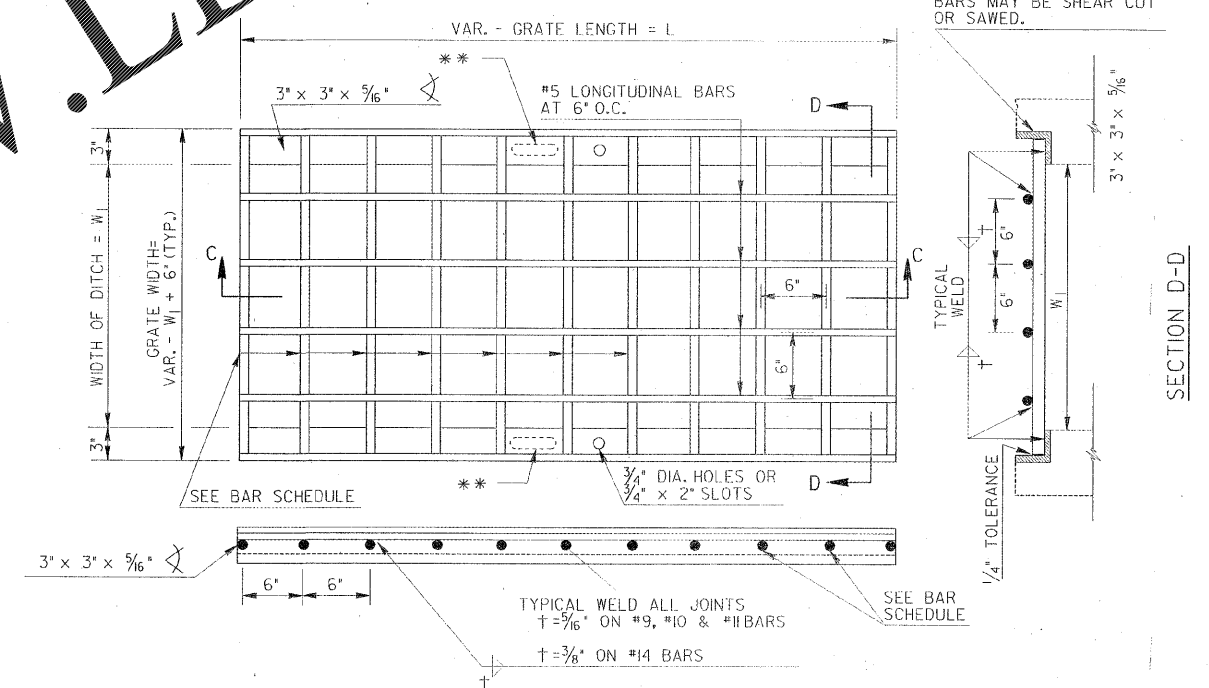 BARS MAY BE SHEAR CUT
OR SAWED.
VAR. - GRATE LENGTH = L
**
3" x 3" x 5/16" ∢
#5 LONGITUDINAL BARS
AT 6" O.C.
D
3"
WIDTH OF DITCH = W1
3"
GRATE WIDTH=
VAR. - W1 + 6" (TYP.)
C
C
6"
6"
**
3/4" DIA. HOLES OR
3/4" x 2" SLOTS
D
SEE BAR SCHEDULE
3" x 3" x 5/16"
TYPICAL
WELD
†
6"
6"
†
W1
1/4" TOLERANCE
SECTION D-D
3" x 3" x 5/16" ∢
6"
6"
TYPICAL WELD ALL JOINTS
† =5/16" ON #9, #10 & #11 BARS
† =3/8" ON #14 BARS
†
SEE BAR
SCHEDULE